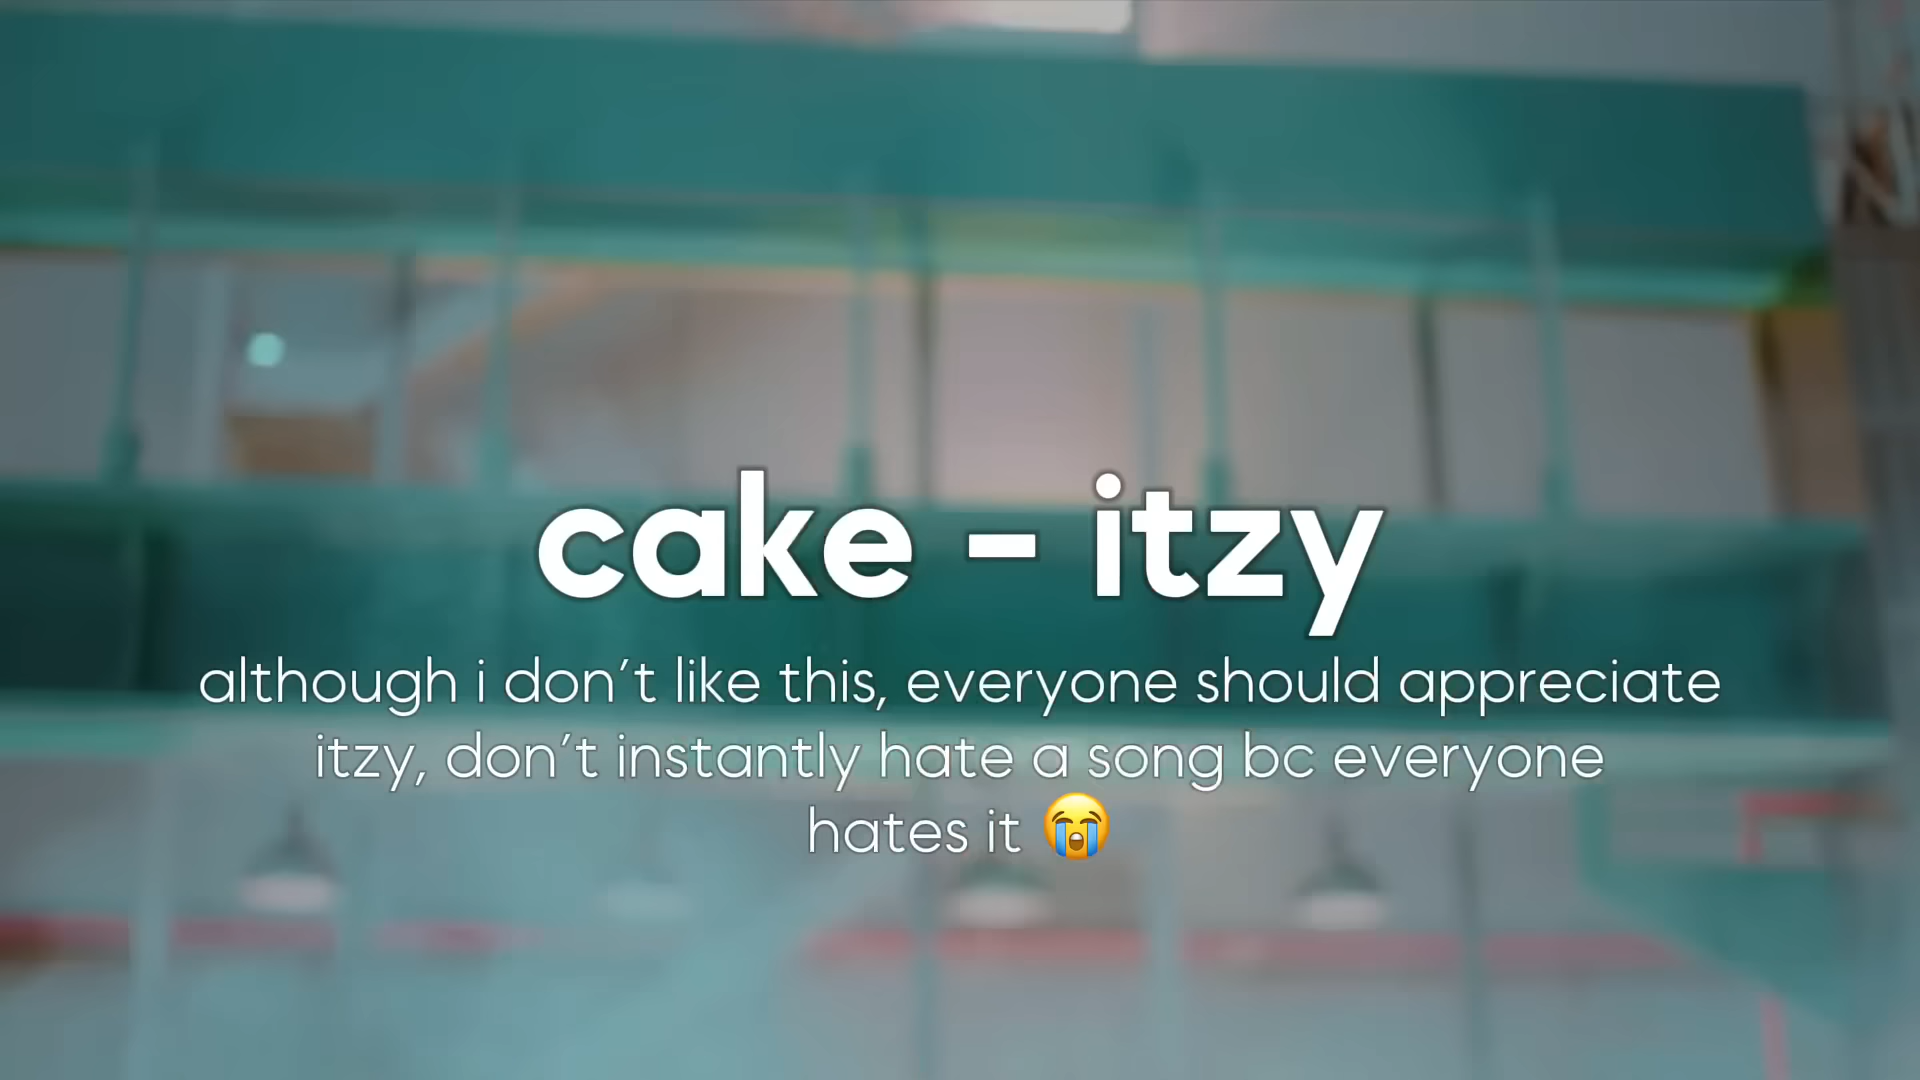 cake - itzy
although i don't like this, everyone should appreciate
itzy, don't instantly hate a song bc everyone
hates it 😭